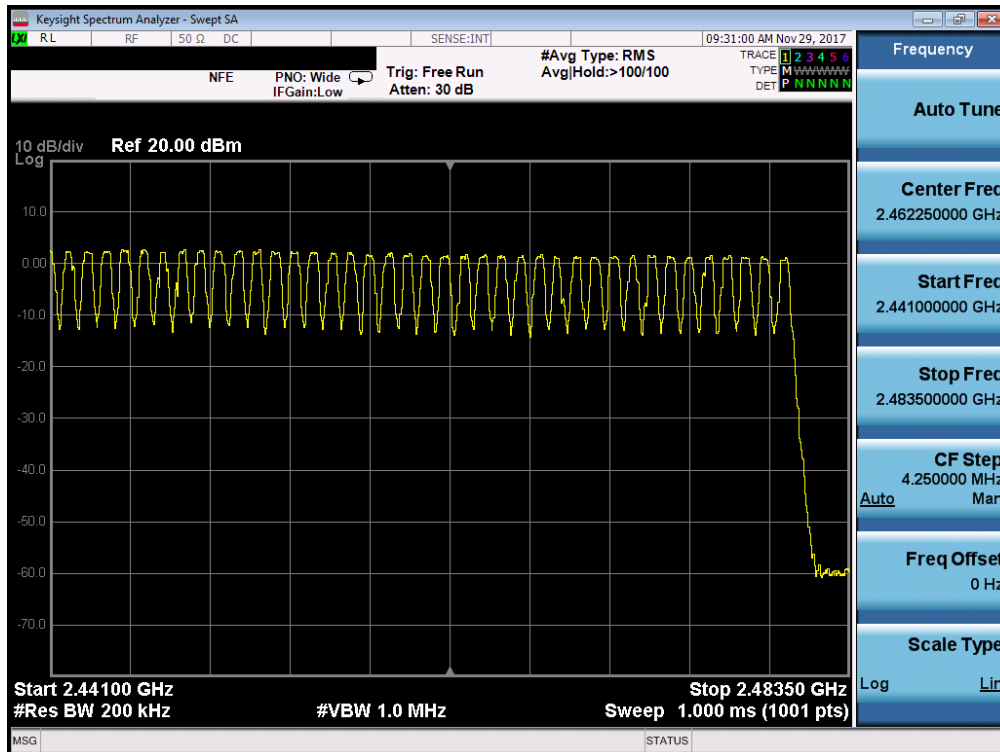 Keysight Spectrum Analyzer - Swept SA
LXI RL RF 50 Ω DC SENSE:INT 09:31:00 AM Nov 29, 2017
NFE PNO: Wide Trig: Free Run #Avg Type: RMS TRACE 1 2 3 4 5 6
IFGain:Low Atten: 30 dB Avg|Hold:>100/100 TYPE M WWWWW
DET P N N N N N
10 dB/div Ref 20.00 dBm
Log
10.0
0.00
-10.0
-20.0
-30.0
-40.0
-50.0
-60.0
-70.0
Start 2.44100 GHz Stop 2.48350 GHz
#Res BW 200 kHz #VBW 1.0 MHz Sweep 1.000 ms (1001 pts)
MSG STATUS
Frequency
Auto Tune
Center Freq
2.462250000 GHz
Start Freq
2.441000000 GHz
Stop Freq
2.483500000 GHz
CF Step
4.250000 MHz
Auto Man
Freq Offset
0 Hz
Scale Type
Log Lin